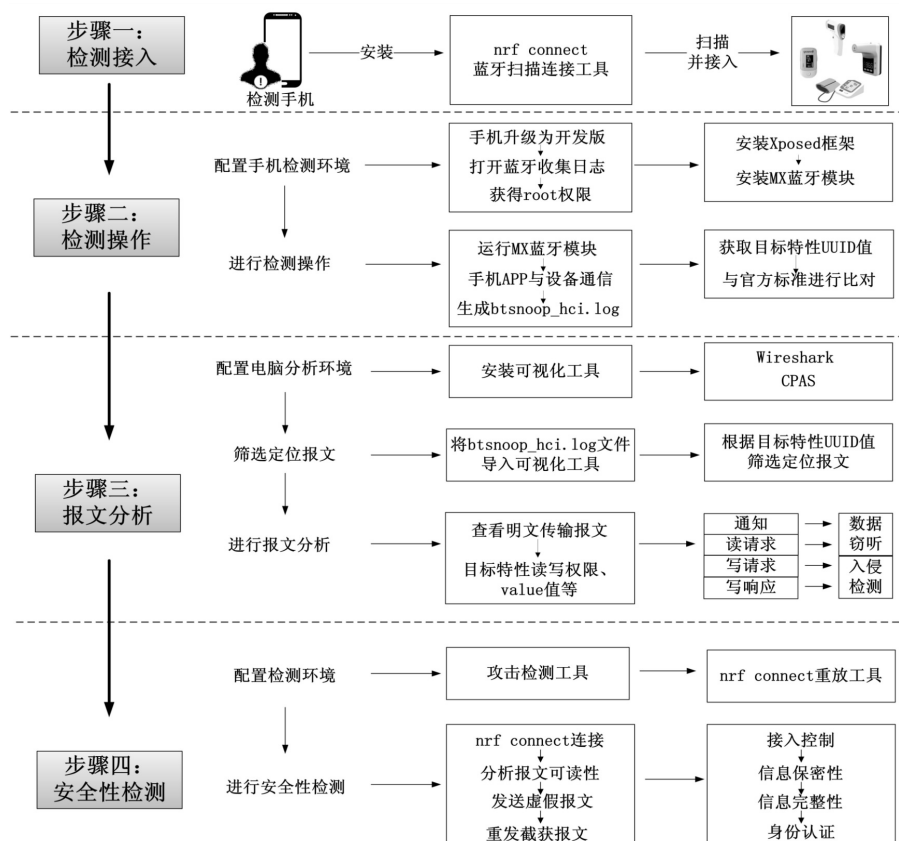 步骤一：
检测接入
检测手机
安装
nrf connect
蓝牙扫描连接工具
扫描
并接入
步骤二：
检测操作
配置手机检测环境
手机升级为开发版
打开蓝牙收集日志
获得root权限
安装Xposed框架
安装MX蓝牙模块
进行检测操作
运行MX蓝牙模块
手机APP与设备通信
生成btsnoop_hci.log
获取目标特性UUID值
与官方标准进行比对
步骤三：
报文分析
配置电脑分析环境
安装可视化工具
Wireshark
CPAS
筛选定位报文
将btsnoop_hci.log文件
导入可视化工具
根据目标特性UUID值
筛选定位报文
进行报文分析
查看明文传输报文
目标特性读写权限、
value值等
通知
读请求
写请求
写响应
数据
窃听
入侵
检测
步骤四：
安全性检测
配置检测环境
攻击检测工具
nrf connect重放工具
进行安全性检测
nrf connect连接
分析报文可读性
发送虚假报文
重发截获报文
接入控制
信息保密性
信息完整性
身份认证